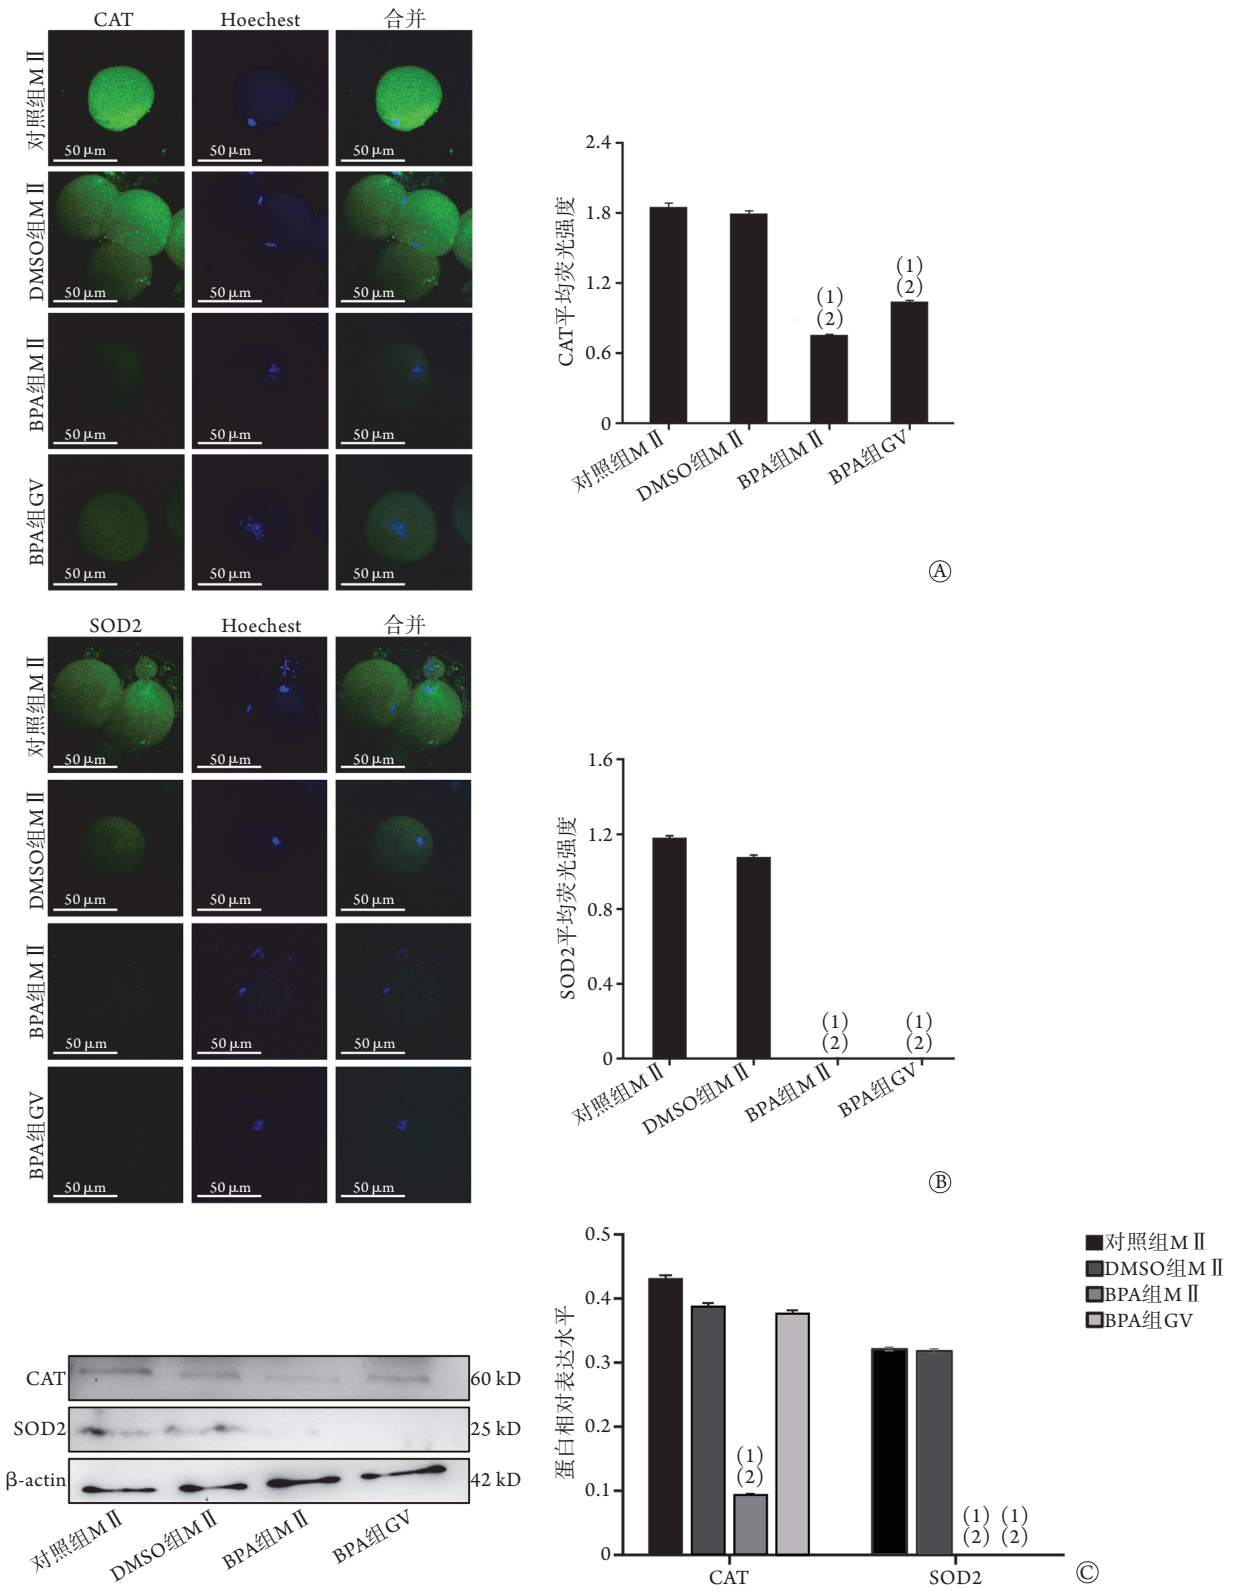 CAT Hoechest 合并
对照组MⅡ
50 μm 50 μm 50 μm
DMSO组MⅡ
50 μm 50 μm 50 μm
BPA组MⅡ
50 μm 50 μm 50 μm
BPA组GV
50 μm 50 μm 50 μm
CAT平均荧光强度
2.4
1.8
1.2
0.6
0
(1)
(2)
(1)
(2)
对照组MⅡ
DMSO组MⅡ
BPA组MⅡ
BPA组GV
Ⓐ
SOD2 Hoechest 合并
对照组MⅡ
50 μm 50 μm 50 μm
DMSO组MⅡ
50 μm 50 μm 50 μm
BPA组MⅡ
50 μm 50 μm 50 μm
BPA组GV
50 μm 50 μm 50 μm
SOD2平均荧光强度
1.6
1.2
0.8
0.4
0
(1)
(2)
(1)
(2)
对照组MⅡ
DMSO组MⅡ
BPA组MⅡ
BPA组GV
Ⓑ
CAT 60 kD
SOD2 25 kD
β-actin 42 kD
对照组MⅡ
DMSO组MⅡ
BPA组MⅡ
BPA组GV
蛋白相对表达水平
0.5
0.4
0.3
0.2
0.1
0
(1)
(2)
(1) (1)
(2) (2)
CAT SOD2
对照组MⅡ
DMSO组MⅡ
BPA组MⅡ
BPA组GV
Ⓒ